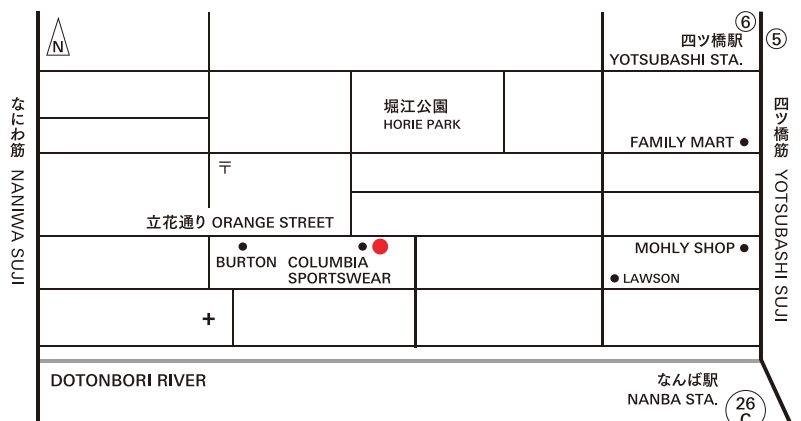 N
⑥
四ツ橋駅
YOTSUBASHI STA.
⑤
堀江公園
HORIE PARK
なにわ筋 NANIWA SUJI
四ツ橋筋 YOTSUBASHI SUJI
FAMILY MART
〒
立花通り ORANGE STREET
BURTON
COLUMBIA
SPORTSWEAR
MOHLY SHOP
LAWSON
DOTONBORI RIVER
なんば駅
NANBA STA.
26
C